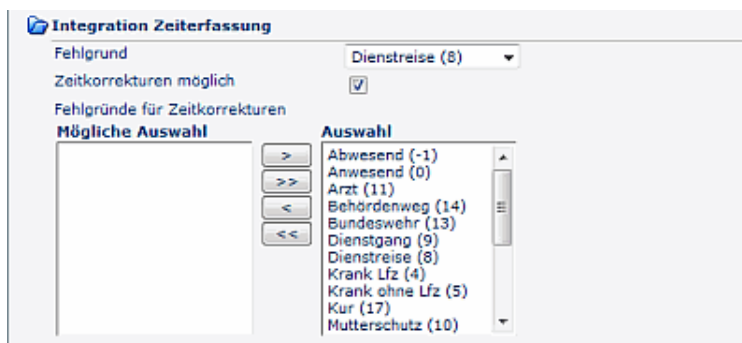 Integration Zeiterfassung
Fehlgrund Dienstreise (8)
Zeitkorrekturen möglich
Fehlgründe für Zeitkorrekturen
Mögliche Auswahl Auswahl
>
>>
<
<<
Abwesend (-1)
Anwesend (0)
Arzt (11)
Behördenweg (14)
Bundeswehr (13)
Dienstgang (9)
Dienstreise (8)
Krank Lfz (4)
Krank ohne Lfz (5)
Kur (17)
Mutterschutz (10)